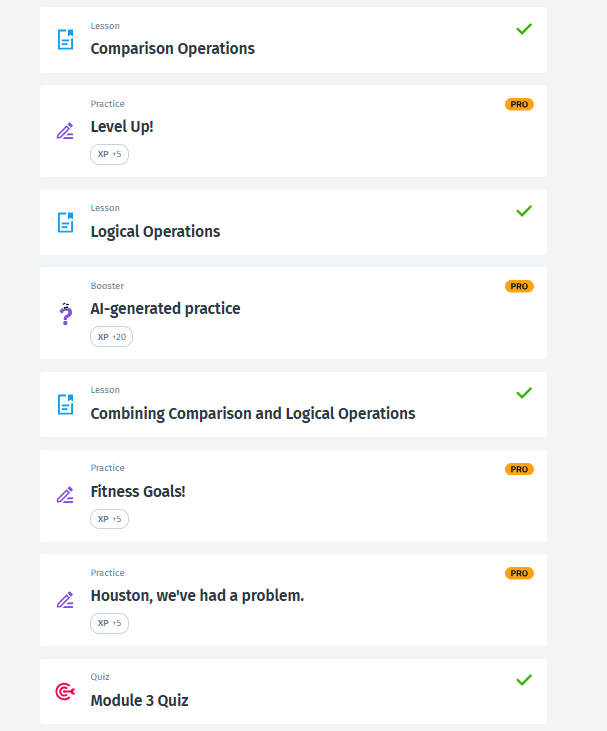 Lesson
Comparison Operations
Practice
PRO
Level Up!
XP +5
Lesson
Logical Operations
Booster
PRO
AI-generated practice
XP +20
Lesson
Combining Comparison and Logical Operations
Practice
PRO
Fitness Goals!
XP +5
Practice
PRO
Houston, we've had a problem.
XP +5
Quiz
Module 3 Quiz